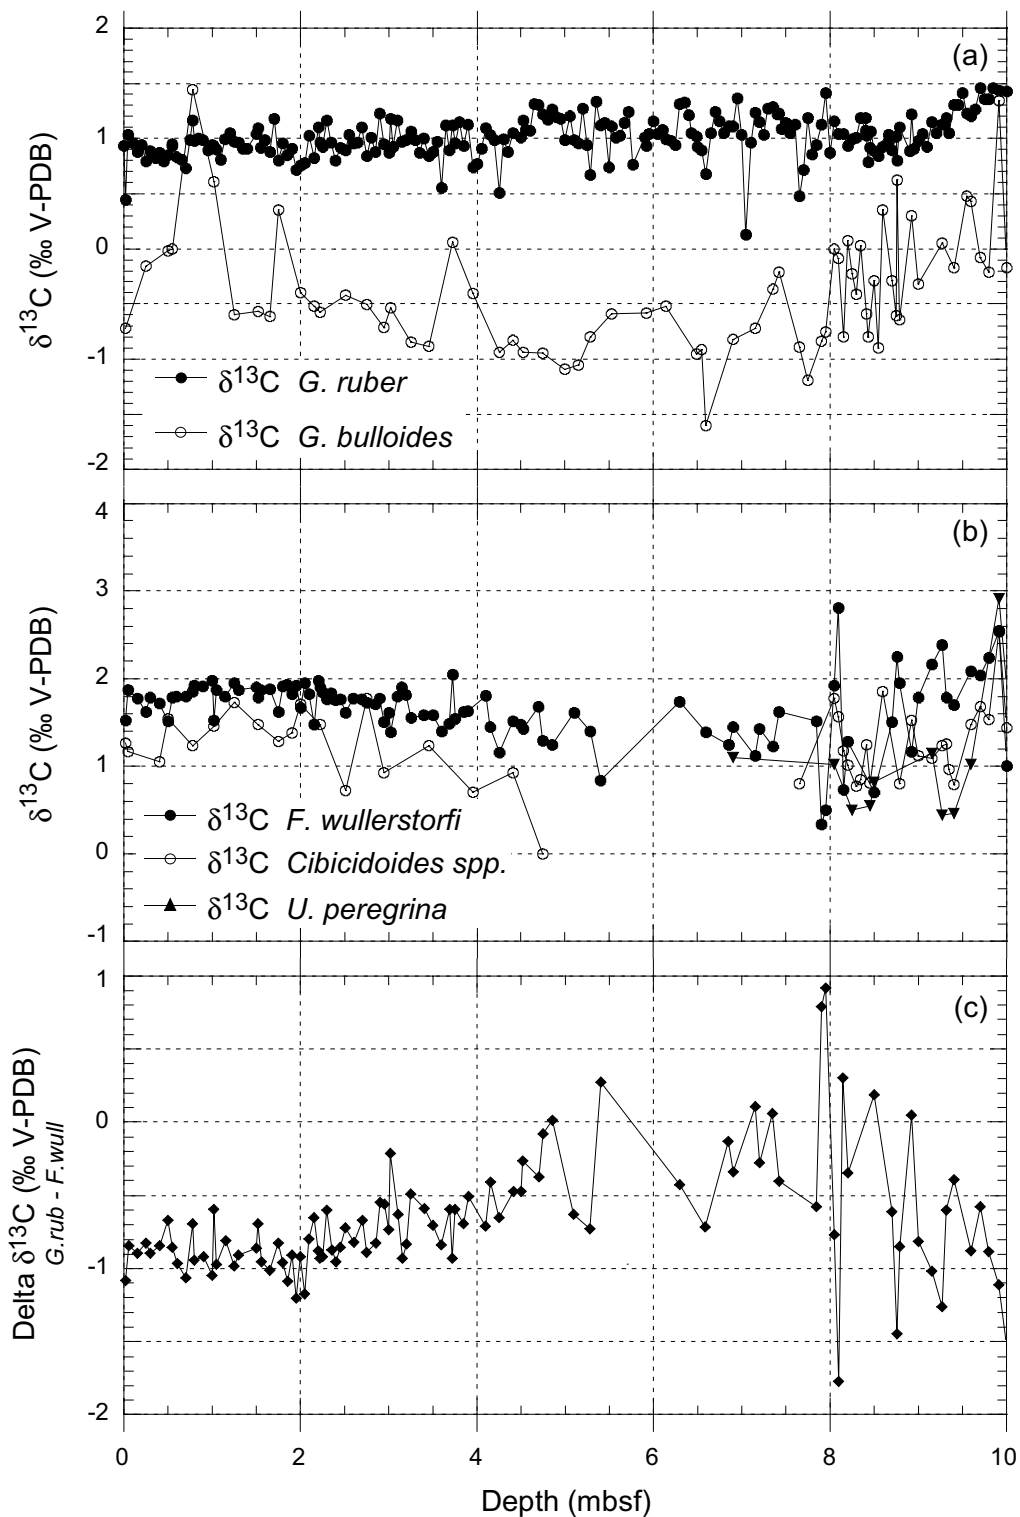 2
(a)
1
0
-1
-2
δ13C (‰ V-PDB)
δ13C G. ruber
δ13C G. bulloides
4
(b)
3
2
1
0
-1
δ13C (‰ V-PDB)
δ13C F. wullerstorfi
δ13C Cibicidoides spp.
δ13C U. peregrina
1
(c)
0
-1
-2
Delta δ13C (‰ V-PDB)
G.rub - F.wull
0 2 4 6 8 10
Depth (mbsf)